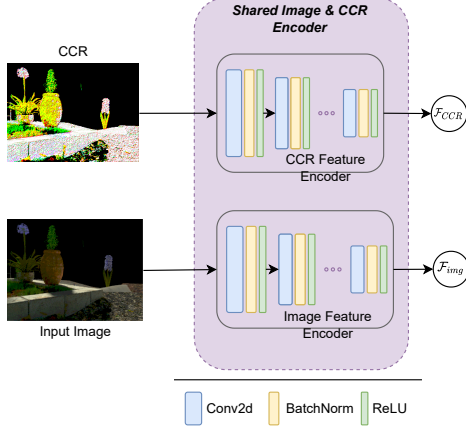 Shared Image & CCR
Encoder
CCR
CCR Feature
Encoder
F_CCR
Input Image
Image Feature
Encoder
F_img
Conv2d
BatchNorm
ReLU